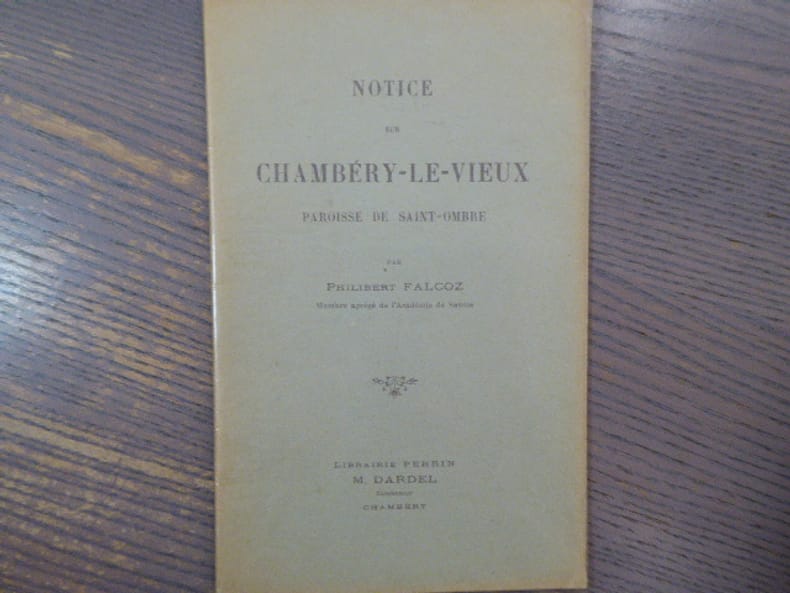 NOTICE
SUR
CHAMBÉRY-LE-VIEUX
PAROISSE DE SAINT-OMBRE
PAR
PHILIBERT FALCOZ
Membre agrégé de l'Académie de Savoie
LIBRAIRIE PERRIN
M. DARDEL
Successeur
CHAMBÉRY